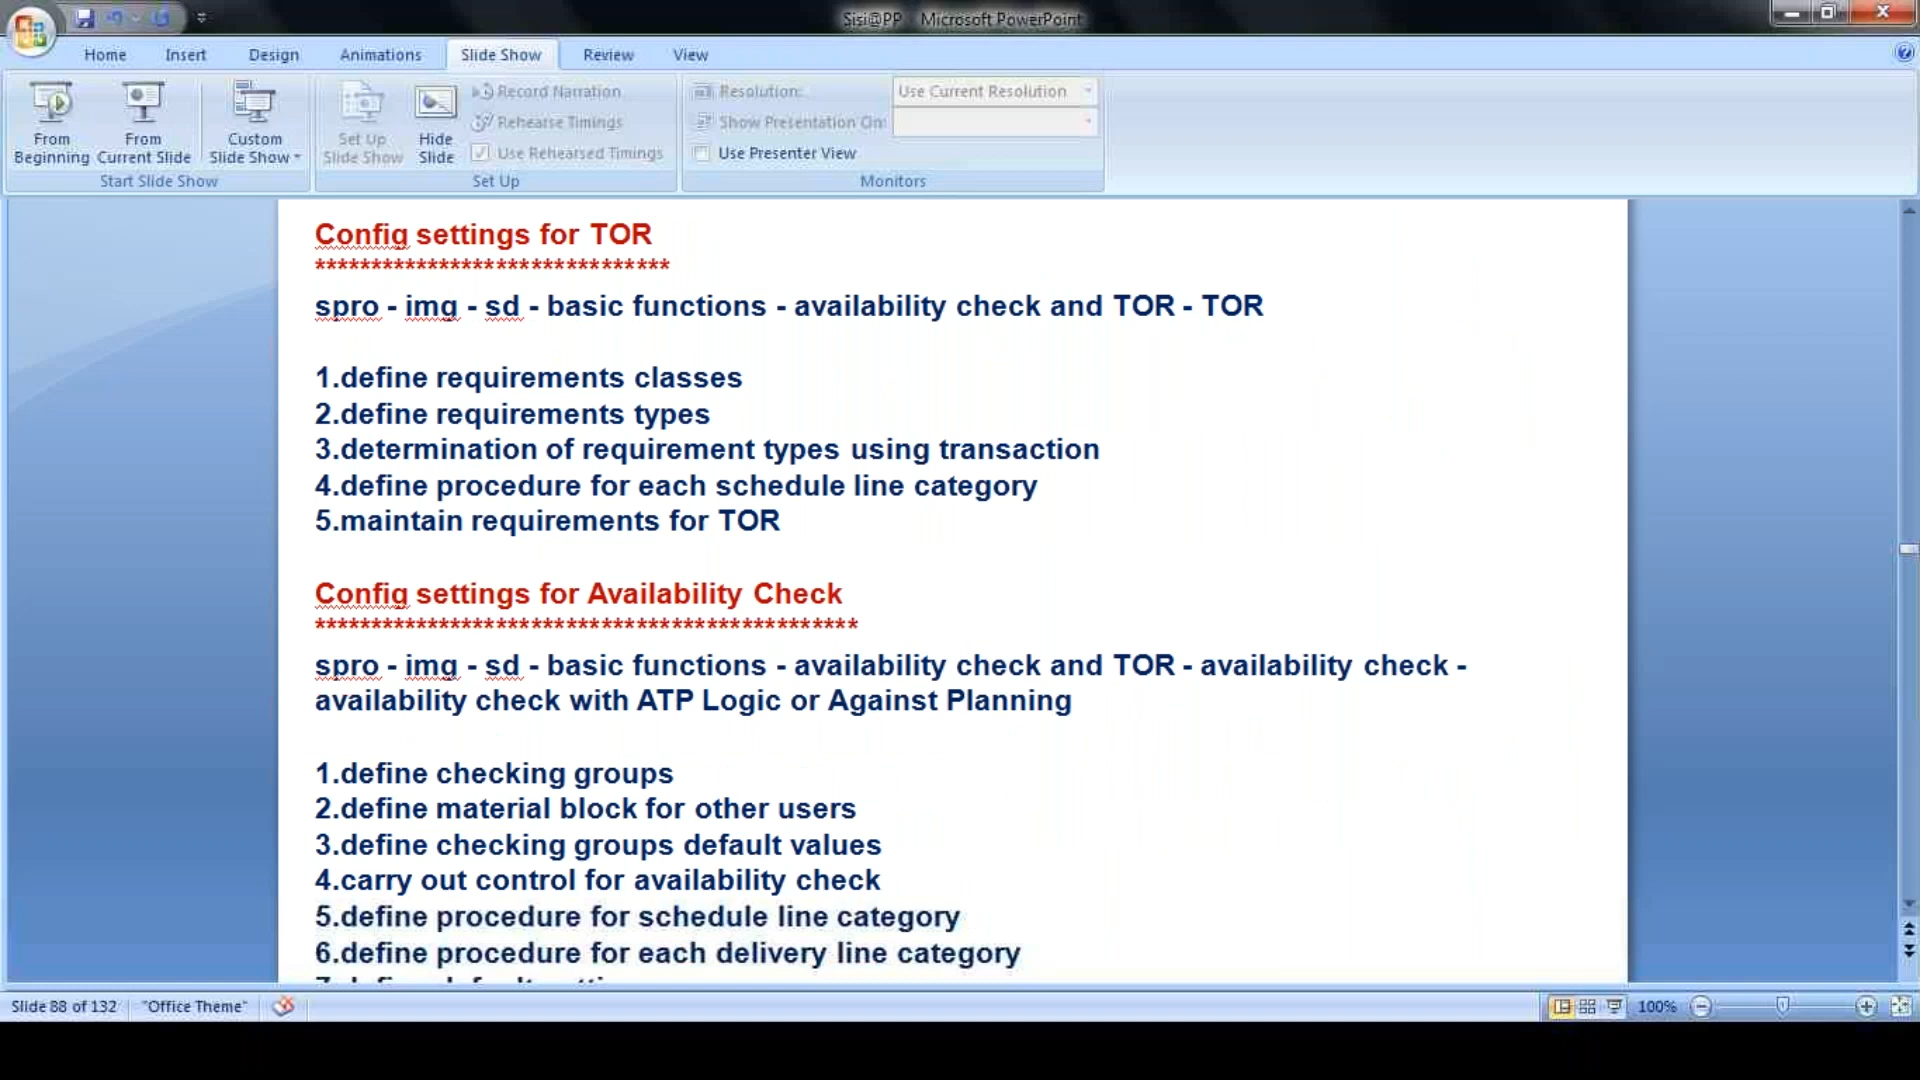 Sisi@PP - Microsoft PowerPoint
Home Insert Design Animations Slide Show Review View
From Beginning
From Current Slide
Custom Slide Show
Start Slide Show
Set Up Slide Show
Hide Slide
Record Narration
Rehearse Timings
Use Rehearsed Timings
Set Up
Resolution: Use Current Resolution
Show Presentation On:
Use Presenter View
Monitors
Config settings for TOR
******************************
spro - img - sd - basic functions - availability check and TOR - TOR
1.define requirements classes
2.define requirements types
3.determination of requirement types using transaction
4.define procedure for each schedule line category
5.maintain requirements for TOR
Config settings for Availability Check
**********************************************
spro - img - sd - basic functions - availability check and TOR - availability check -
availability check with ATP Logic or Against Planning
1.define checking groups
2.define material block for other users
3.define checking groups default values
4.carry out control for availability check
5.define procedure for schedule line category
6.define procedure for each delivery line category
Slide 88 of 132 "Office Theme" 100%